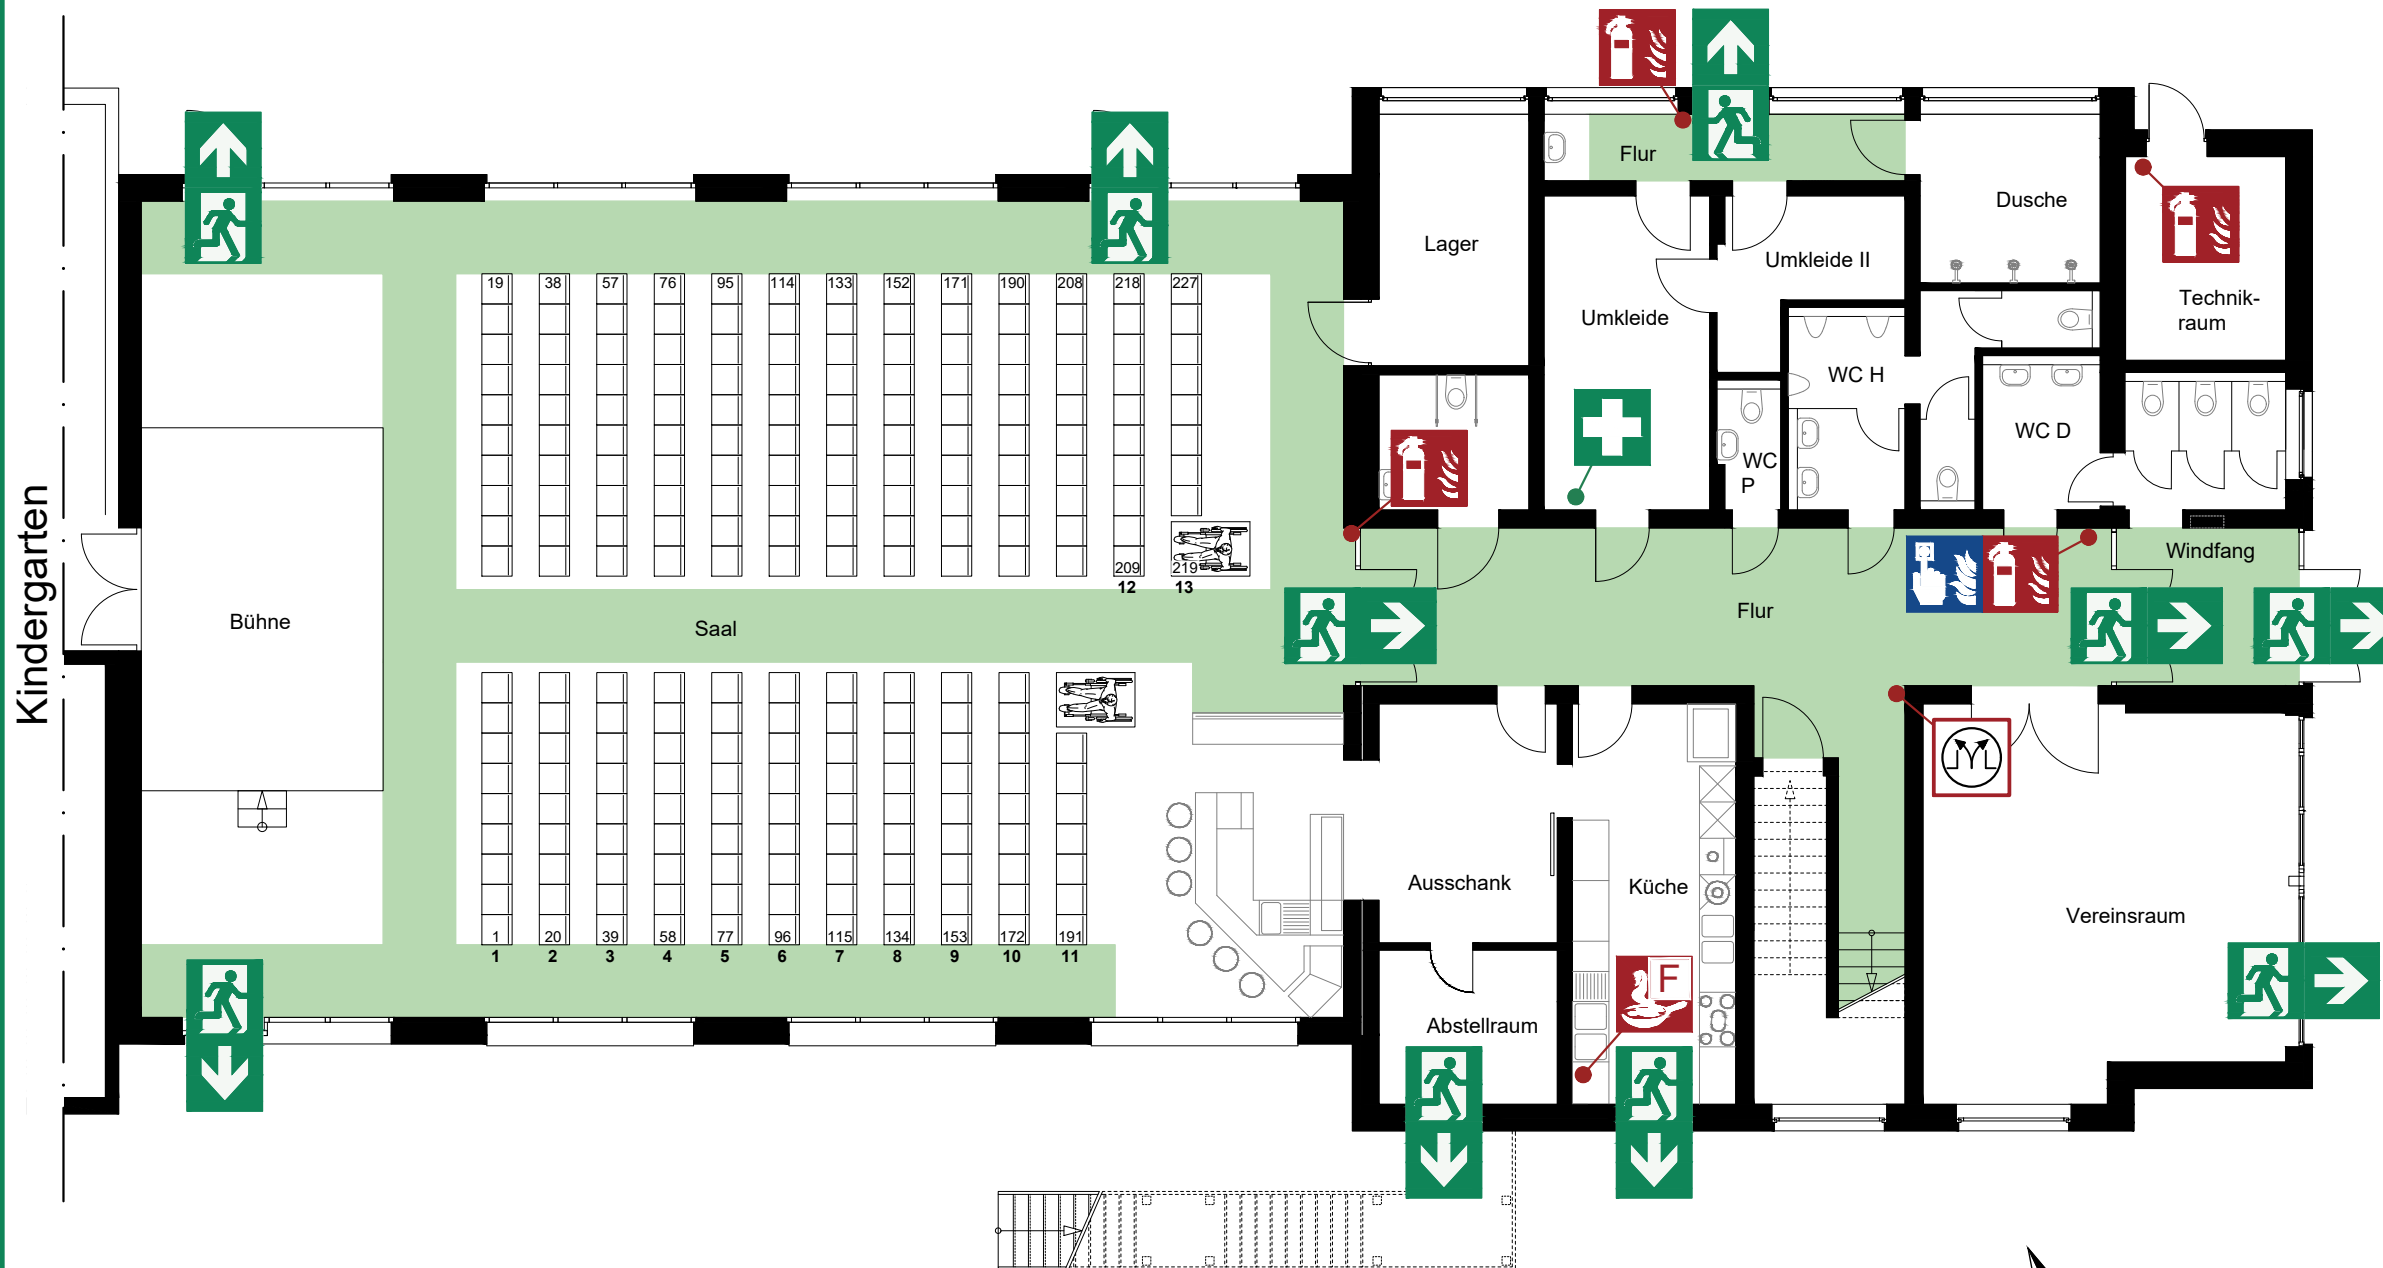 Kindergarten
Flur
Lager
Dusche
Umkleide II
Umkleide
Technik-
raum
WC H
WC D
WC
P
19 38 57 76 95 114 133 152 171 190 208 218 227
209 219
12 13
Windfang
Bühne
Saal
Flur
Ausschank
Küche
Vereinsraum
1 20 39 58 77 96 115 134 153 172 191
1 2 3 4 5 6 7 8 9 10 11
F
Abstellraum